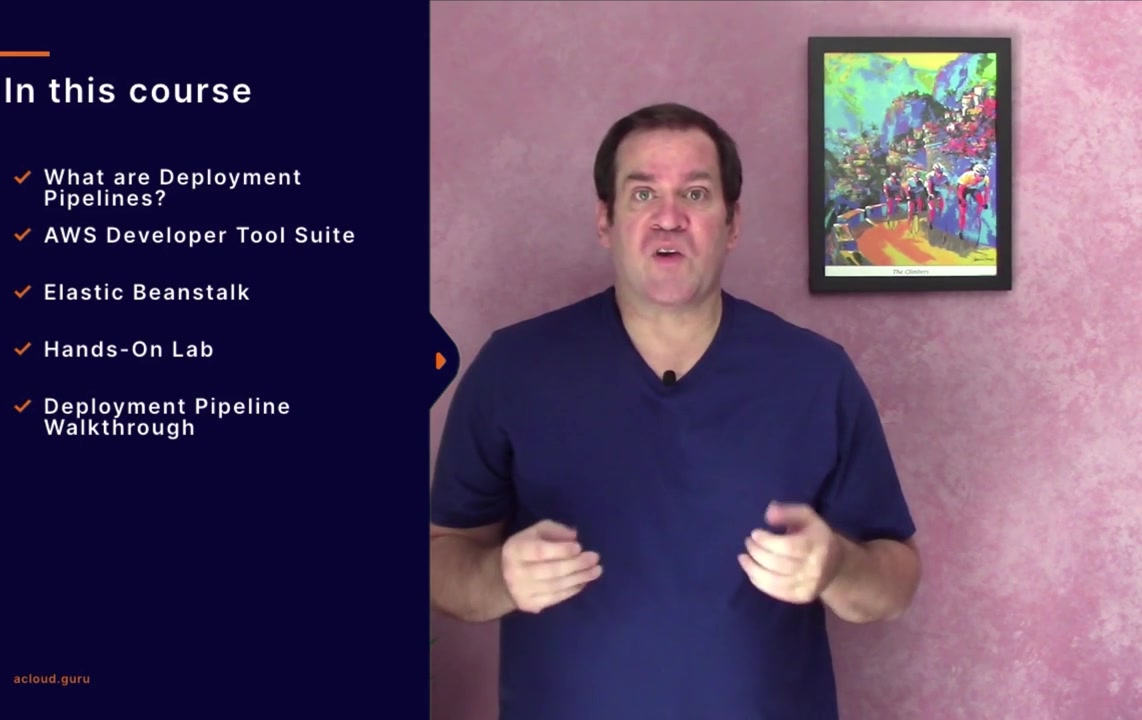 In this course
What are Deployment
Pipelines?
AWS Developer Tool Suite
Elastic Beanstalk
Hands-On Lab
Deployment Pipeline
Walkthrough
acloud.guru
The Climbers